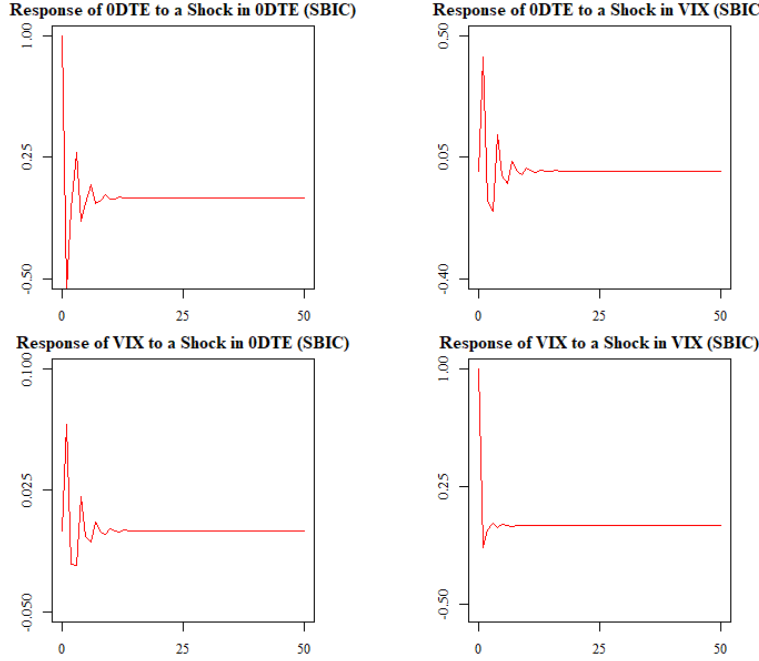 Response of 0DTE to a Shock in 0DTE (SBIC)
1.00
0.25
-0.50
0 25 50
Response of 0DTE to a Shock in VIX (SBIC
0.50
0.05
-0.40
0 25 50
Response of VIX to a Shock in 0DTE (SBIC)
0.100
0.025
-0.050
0 25 50
Response of VIX to a Shock in VIX (SBIC)
1.00
0.25
-0.50
0 25 50